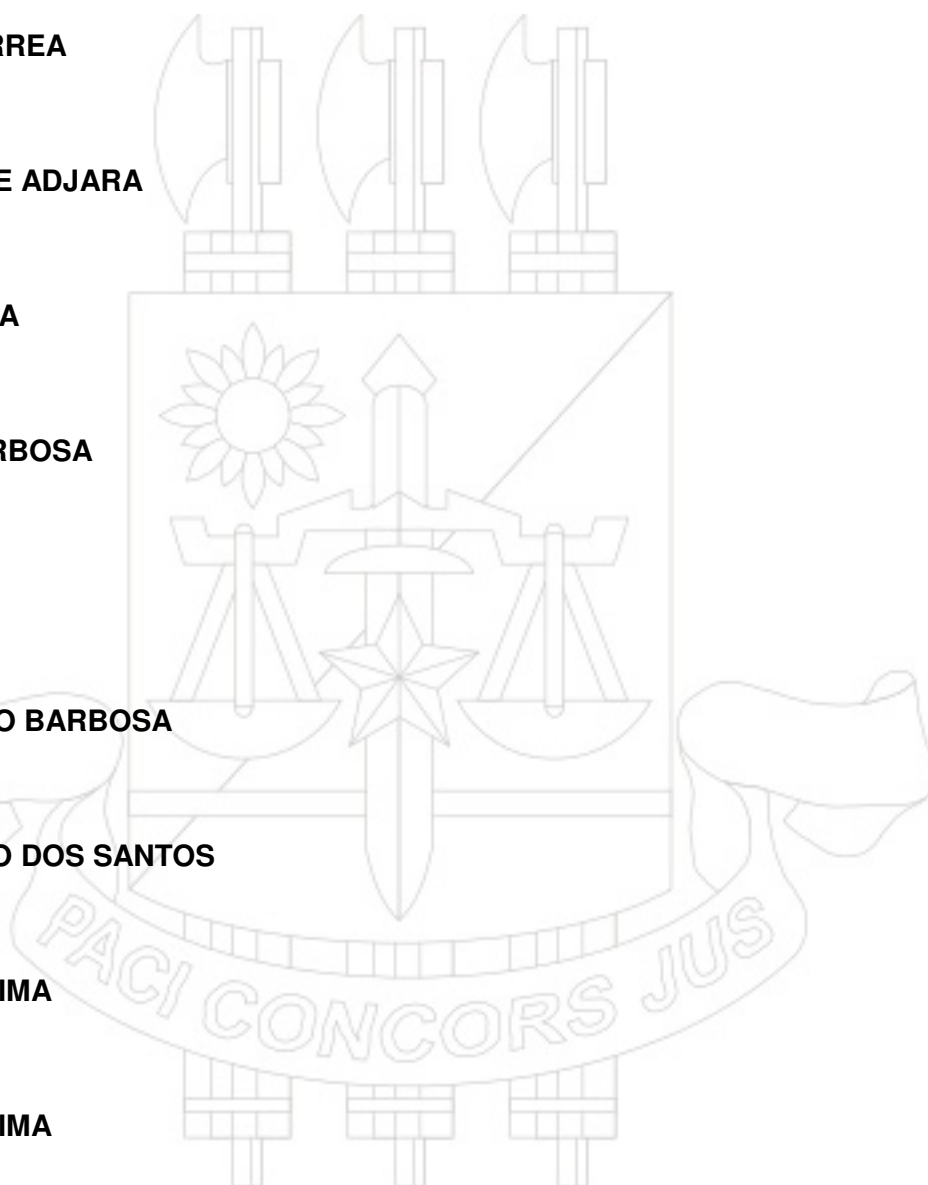 RREA
E ADJARA
A
RBOSA
O BARBOSA
O DOS SANTOS
IMA
IMA
PACI CONCORS JUS